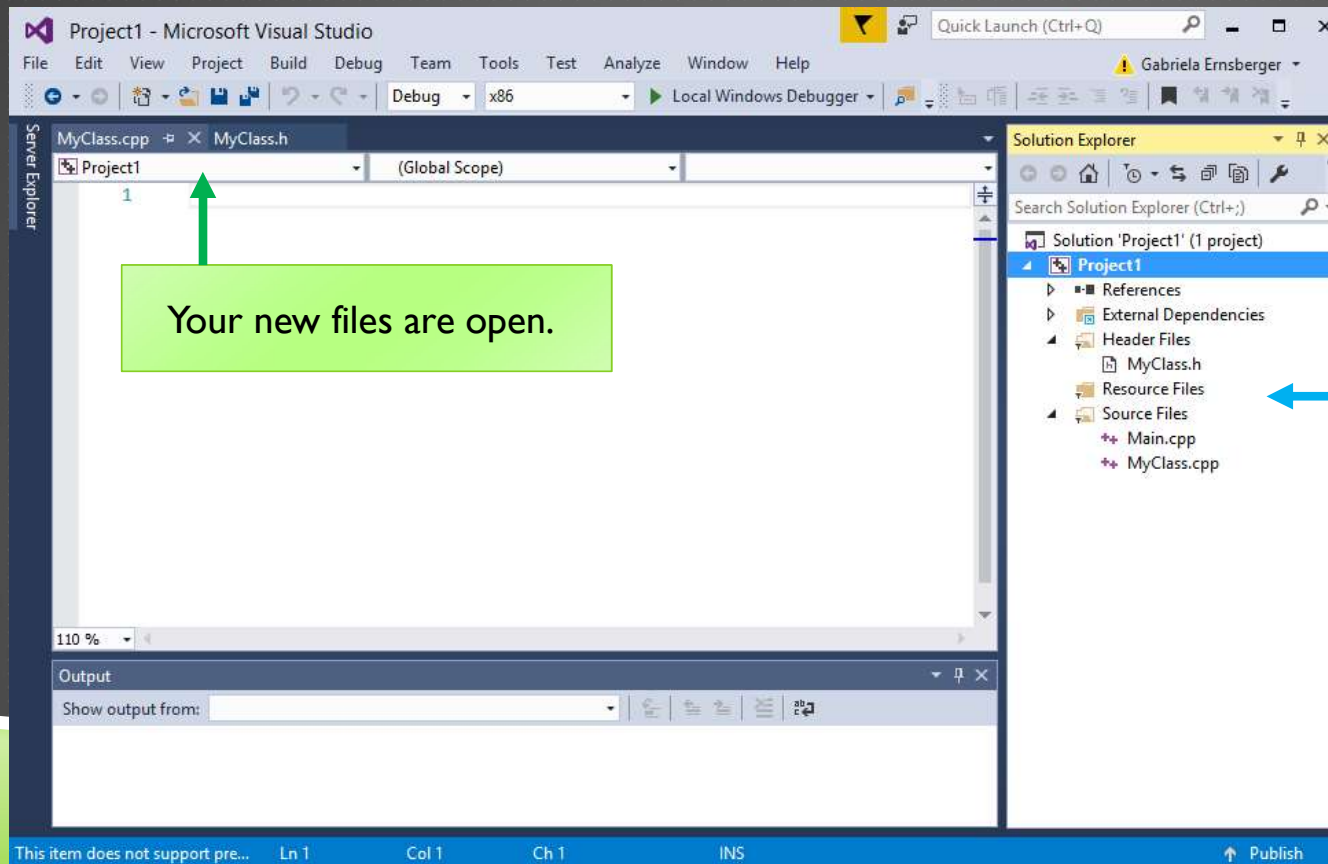 Project1 - Microsoft Visual Studio
Quick Launch (Ctrl+Q)
File Edit View Project Build Debug Team Tools Test Analyze Window Help
Gabriela Ernsberger
Debug x86 Local Windows Debugger
Server Explorer
MyClass.cpp MyClass.h
Project1 (Global Scope)
1
Your new files are open.
110 %
Output
Show output from:
Solution Explorer
Search Solution Explorer (Ctrl+;)
Solution 'Project1' (1 project)
Project1
References
External Dependencies
Header Files
MyClass.h
Resource Files
Source Files
Main.cpp
MyClass.cpp
This item does not support pre... Ln 1 Col 1 Ch 1 INS Publish